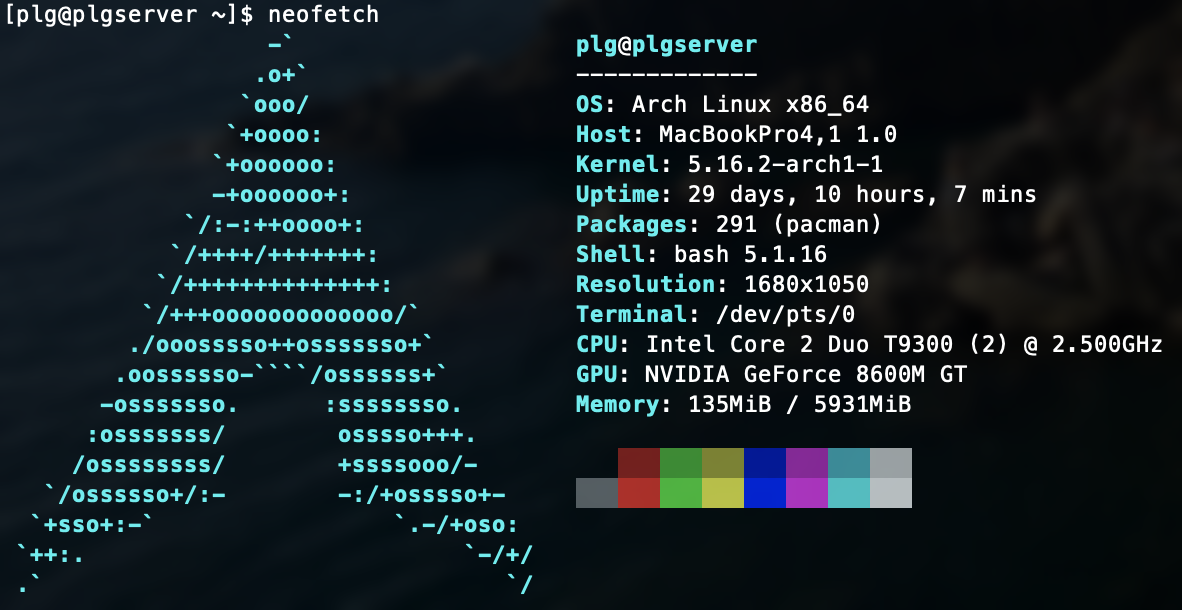 [plg@plgserver ~]$ neofetch
                   -`
                  .o+`
                 `ooo/
                `+oooo:
               `+oooooo:
               -+oooooo+:
             `/:-:++oooo+:
            `/++++/+++++++:
           `/++++++++++++++:
          `/+++ooooooooooooo/`
         ./ooosssso++osssssso+`
        .oossssso-````/ossssss+`
       -osssssso.      :ssssssso.
      :osssssss/        osssso+++.
     /ossssssss/        +ssssooo/-
   `/ossssso+/:-        -:/+osssso+-
  `+sso+:-`                 `.-/+oso:
 `++:.                           `-/+/
 .`                                 `/
plg@plgserver
-------------
OS: Arch Linux x86_64
Host: MacBookPro4,1 1.0
Kernel: 5.16.2-arch1-1
Uptime: 29 days, 10 hours, 7 mins
Packages: 291 (pacman)
Shell: bash 5.1.16
Resolution: 1680x1050
Terminal: /dev/pts/0
CPU: Intel Core 2 Duo T9300 (2) @ 2.500GHz
GPU: NVIDIA GeForce 8600M GT
Memory: 135MiB / 5931MiB